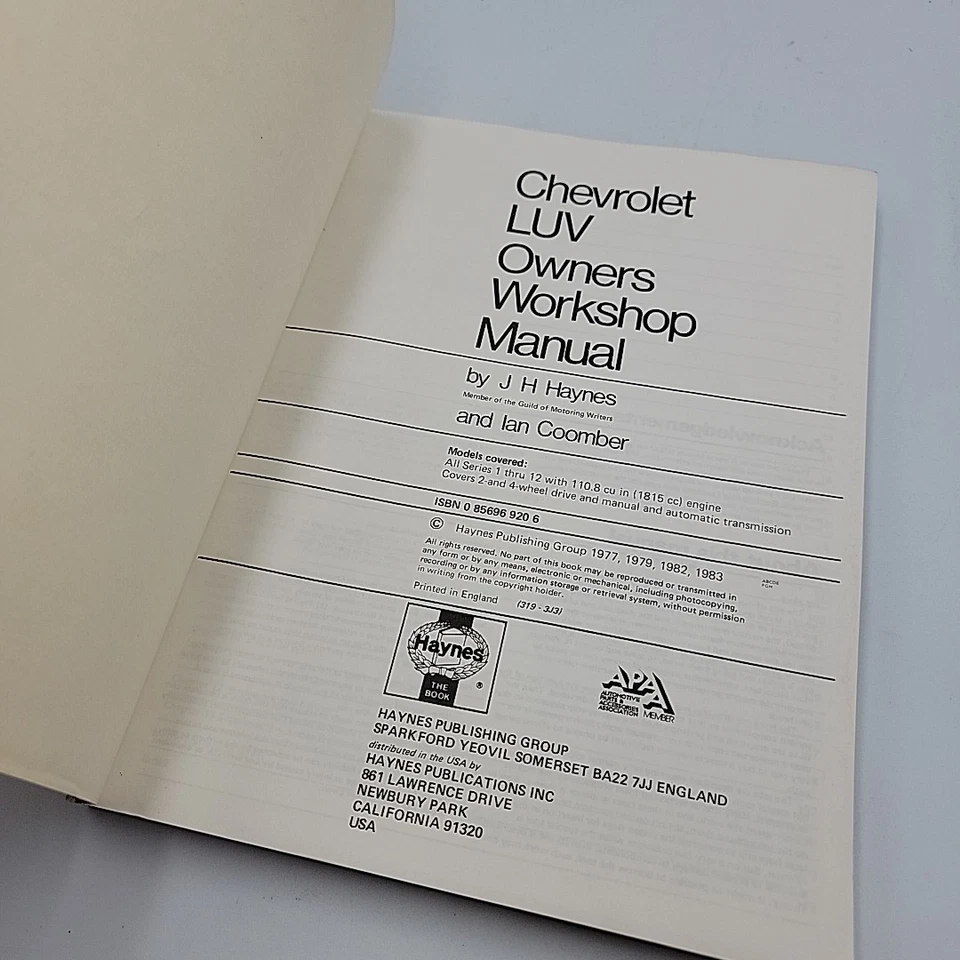 Chevrolet
LUV
Owners
Workshop
Manual
by J H Haynes
Member of the Guild of Motoring Writers
and Ian Coomber
Models covered:
All Series 1 thru 12 with 110.8 cu in (1815 cc) engine
Covers 2-and 4-wheel drive and manual and automatic transmission
ISBN 0 85696 920 6
© Haynes Publishing Group 1977, 1979, 1982, 1983
ABCDE
FGH
All rights reserved. No part of this book may be reproduced or transmitted in
any form or by any means, electronic or mechanical, including photocopying,
recording or by any information storage or retrieval system, without permission
in writing from the copyright holder.
Printed in England (319 - 3J3)
Haynes
®
THE
BOOK
APAA
AUTOMOTIVE
PARTS &
ACCESSORIES
ASSOCIATION MEMBER
HAYNES PUBLISHING GROUP
SPARKFORD YEOVIL SOMERSET BA22 7JJ ENGLAND
distributed in the USA by
HAYNES PUBLICATIONS INC
861 LAWRENCE DRIVE
NEWBURY PARK
CALIFORNIA 91320
USA